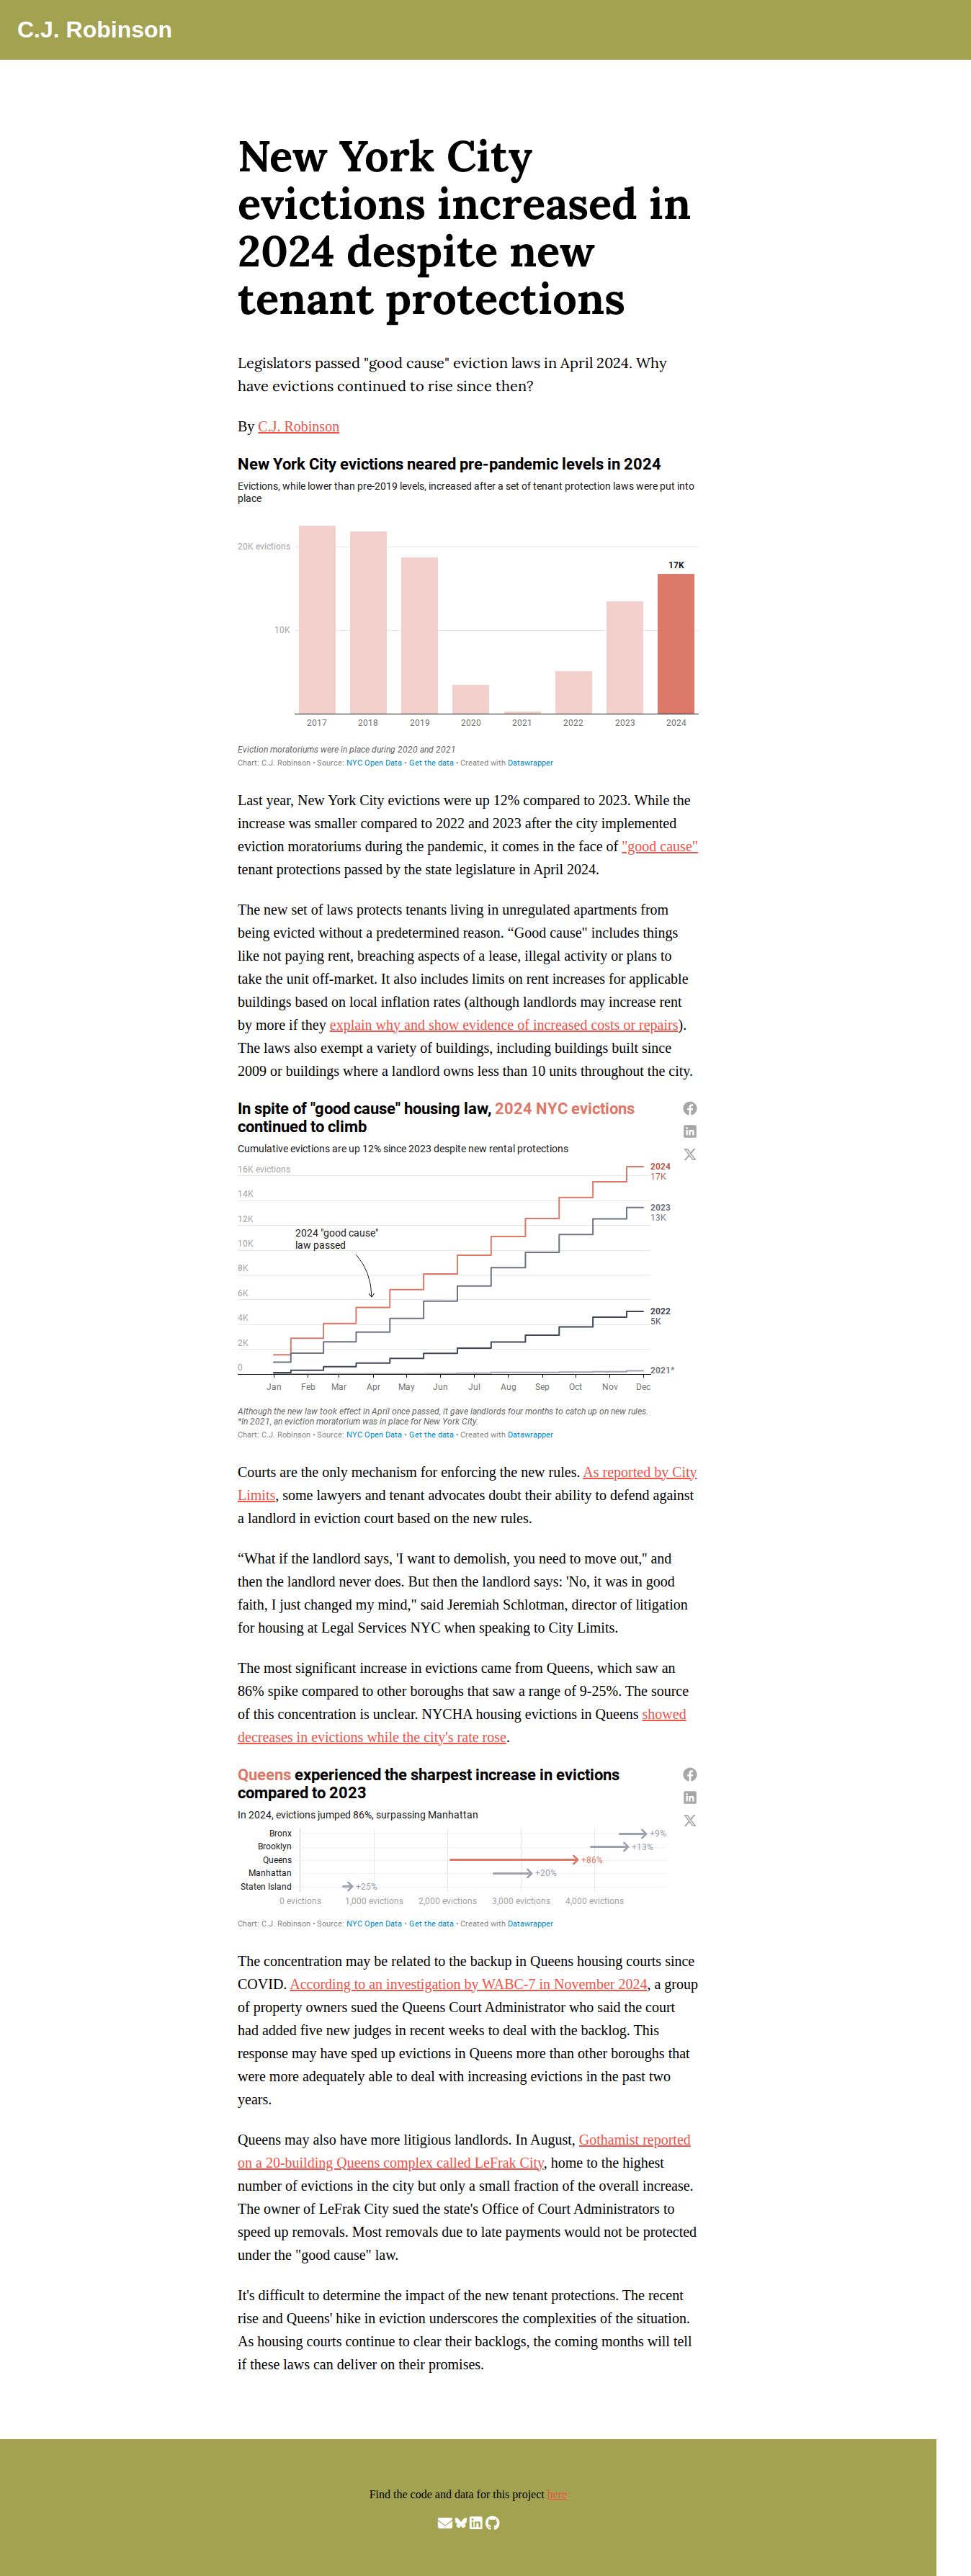 C.J. Robinson
New York City
evictions increased in
2024 despite new
tenant protections
Legislators passed "good cause" eviction laws in April 2024. Why
have evictions continued to rise since then?
By C.J. Robinson
New York City evictions neared pre-pandemic levels in 2024
Evictions, while lower than pre-2019 levels, increased after a set of tenant protection laws were put into
place
20K evictions
17K
10K
2017 2018 2019 2020 2021 2022 2023 2024
Eviction moratoriums were in place during 2020 and 2021
Chart: C.J. Robinson • Source: NYC Open Data • Get the data • Created with Datawrapper
Last year, New York City evictions were up 12% compared to 2023. While the
increase was smaller compared to 2022 and 2023 after the city implemented
eviction moratoriums during the pandemic, it comes in the face of "good cause"
tenant protections passed by the state legislature in April 2024.
The new set of laws protects tenants living in unregulated apartments from
being evicted without a predetermined reason. “Good cause" includes things
like not paying rent, breaching aspects of a lease, illegal activity or plans to
take the unit off-market. It also includes limits on rent increases for applicable
buildings based on local inflation rates (although landlords may increase rent
by more if they explain why and show evidence of increased costs or repairs).
The laws also exempt a variety of buildings, including buildings built since
2009 or buildings where a landlord owns less than 10 units throughout the city.
In spite of "good cause" housing law, 2024 NYC evictions
continued to climb
Cumulative evictions are up 12% since 2023 despite new rental protections
16K evictions
2024
17K
14K
12K
2023
13K
2024 "good cause"
law passed
10K
8K
6K
4K
2022
5K
2K
0
2021*
Jan Feb Mar Apr May Jun Jul Aug Sep Oct Nov Dec
Although the new law took effect in April once passed, it gave landlords four months to catch up on new rules.
*In 2021, an eviction moratorium was in place for New York City.
Chart: C.J. Robinson • Source: NYC Open Data • Get the data • Created with Datawrapper
Courts are the only mechanism for enforcing the new rules. As reported by City
Limits, some lawyers and tenant advocates doubt their ability to defend against
a landlord in eviction court based on the new rules.
“What if the landlord says, 'I want to demolish, you need to move out," and
then the landlord never does. But then the landlord says: 'No, it was in good
faith, I just changed my mind," said Jeremiah Schlotman, director of litigation
for housing at Legal Services NYC when speaking to City Limits.
The most significant increase in evictions came from Queens, which saw an
86% spike compared to other boroughs that saw a range of 9-25%. The source
of this concentration is unclear. NYCHA housing evictions in Queens showed
decreases in evictions while the city's rate rose.
Queens experienced the sharpest increase in evictions
compared to 2023
In 2024, evictions jumped 86%, surpassing Manhattan
Bronx +9%
Brooklyn +13%
Queens +86%
Manhattan +20%
Staten Island +25%
0 evictions 1,000 evictions 2,000 evictions 3,000 evictions 4,000 evictions
Chart: C.J. Robinson • Source: NYC Open Data • Get the data • Created with Datawrapper
The concentration may be related to the backup in Queens housing courts since
COVID. According to an investigation by WABC-7 in November 2024, a group
of property owners sued the Queens Court Administrator who said the court
had added five new judges in recent weeks to deal with the backlog. This
response may have sped up evictions in Queens more than other boroughs that
were more adequately able to deal with increasing evictions in the past two
years.
Queens may also have more litigious landlords. In August, Gothamist reported
on a 20-building Queens complex called LeFrak City, home to the highest
number of evictions in the city but only a small fraction of the overall increase.
The owner of LeFrak City sued the state's Office of Court Administrators to
speed up removals. Most removals due to late payments would not be protected
under the "good cause" law.
It's difficult to determine the impact of the new tenant protections. The recent
rise and Queens' hike in eviction underscores the complexities of the situation.
As housing courts continue to clear their backlogs, the coming months will tell
if these laws can deliver on their promises.
Find the code and data for this project here